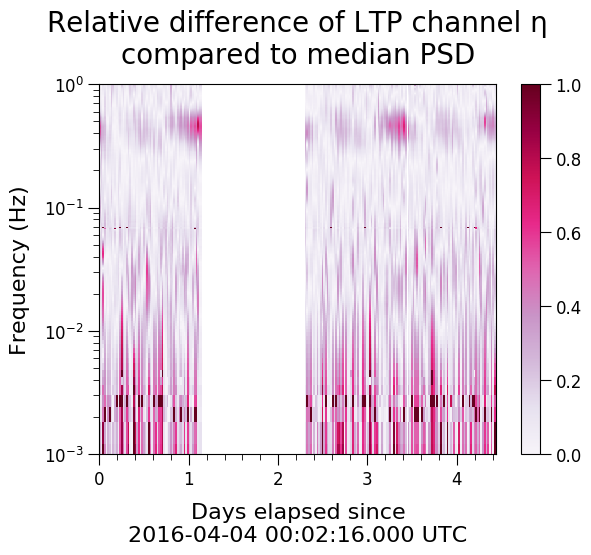 Relative difference of LTP channel η
compared to median PSD
10⁰
10⁻¹
10⁻²
10⁻³
Frequency (Hz)
0 1 2 3 4
Days elapsed since
2016-04-04 00:02:16.000 UTC
1.0
0.8
0.6
0.4
0.2
0.0